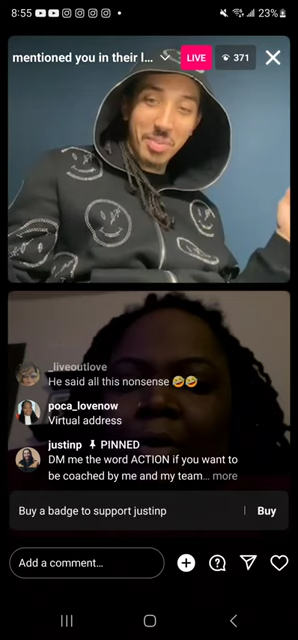 8:55
23%
mentioned you in their l...
LIVE
371
_liveoutlove
He said all this nonsense 🤣🤣
poca_lovenow
Virtual address
justinp 📌 PINNED
DM me the word ACTION if you want to
be coached by me and my team... more
Buy a badge to support justinp | Buy
Add a comment...